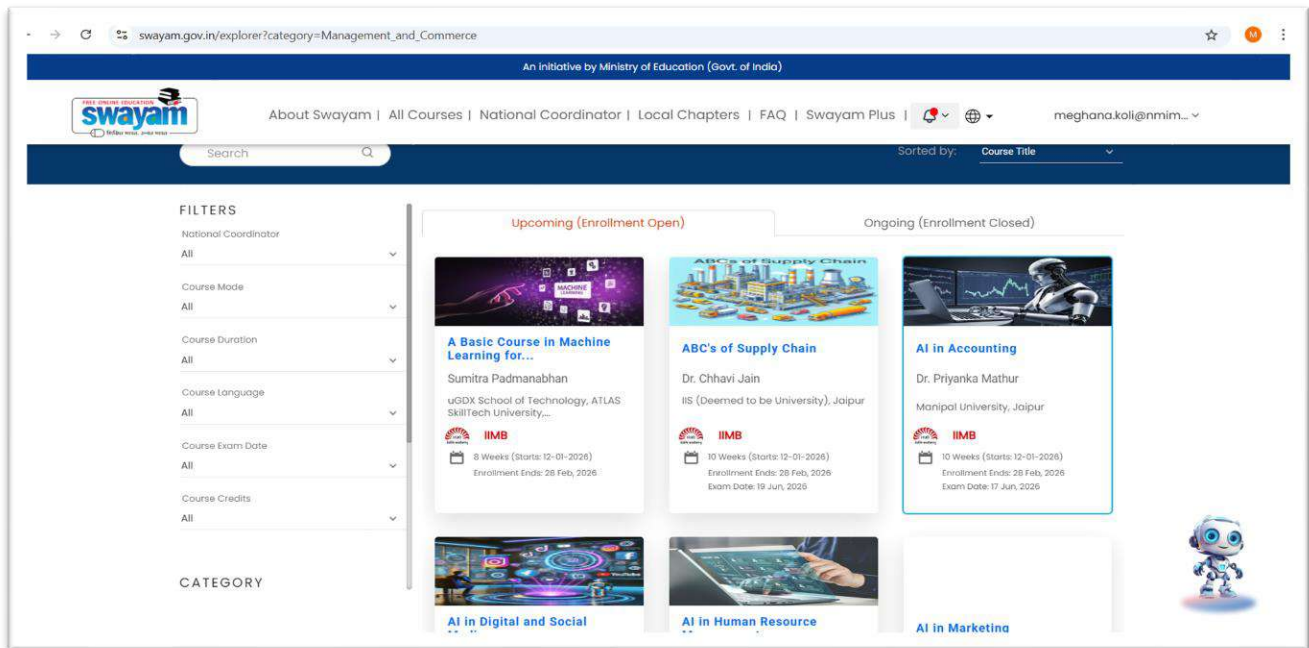 swayam.gov.in/explorer?category=Management_and_Commerce
M
An initiative by Ministry of Education (Govt. of India)
FREE ONLINE EDUCATION
swayam
About Swayam | All Courses | National Coordinator | Local Chapters | FAQ | Swayam Plus |
meghana.koli@nmim...
Search
Sorted by: Course Title
FILTERS
National Coordinator
All
Course Mode
All
Course Duration
All
Course Language
All
Course Exam Date
All
Course Credits
All
CATEGORY
Upcoming (Enrollment Open)
Ongoing (Enrollment Closed)
MACHINE
LEARNING
A Basic Course in Machine
Learning for...
Sumitra Padmanabhan
uGDX School of Technology, ATLAS
SkillTech University,...
IIMB
8 Weeks (Starts: 12-01-2026)
Enrollment Ends: 28 Feb, 2026
ABCs of Supply Chain
ABC's of Supply Chain
Dr. Chhavi Jain
IIS (Deemed to be University), Jaipur
IIMB
10 Weeks (Starts: 12-01-2026)
Enrollment Ends: 28 Feb, 2026
Exam Date: 19 Jun, 2026
AI in Accounting
Dr. Priyanka Mathur
Manipal University, Jaipur
IIMB
10 Weeks (Starts: 12-01-2026)
Enrollment Ends: 28 Feb, 2026
Exam Date: 17 Jun, 2026
AI in Digital and Social
AI in Human Resource
AI in Marketing